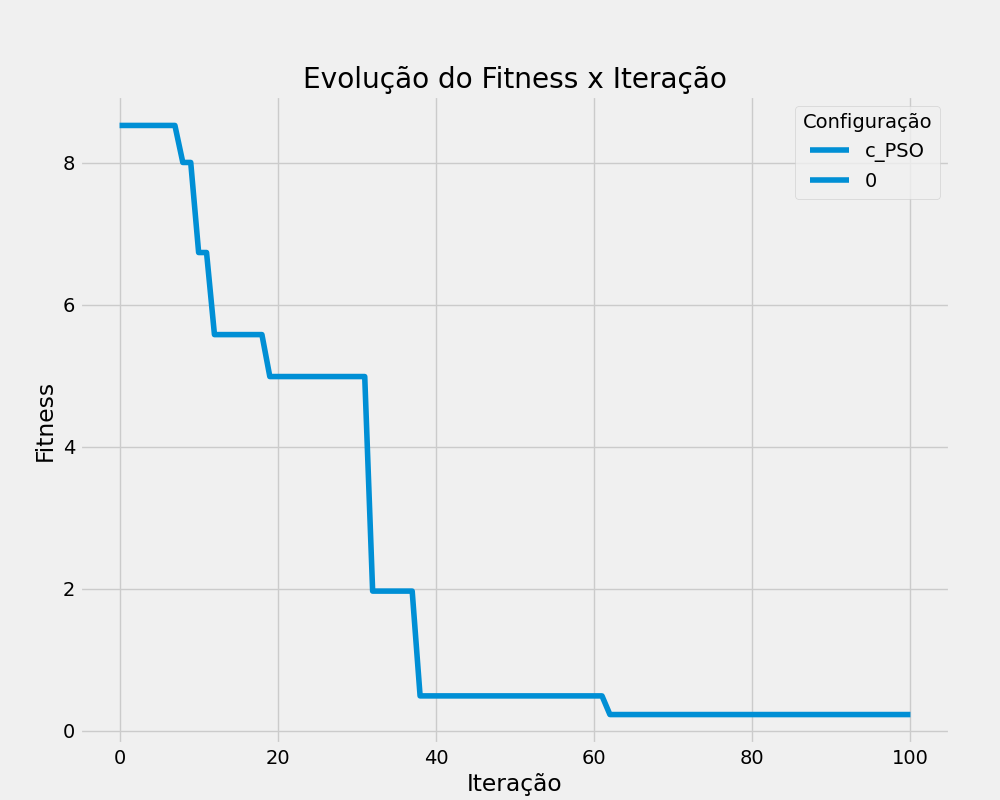 Evolução do Fitness x Iteração
Configuração
c_PSO
0
Fitness
8
6
4
2
0
0 20 40 60 80 100
Iteração